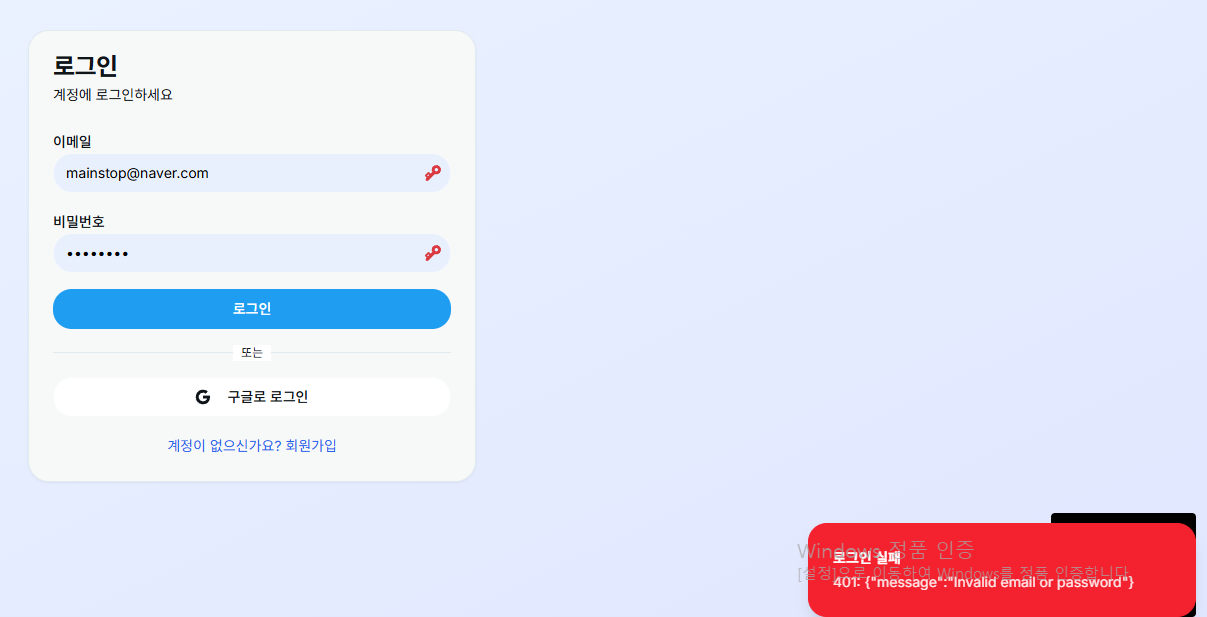 로그인
계정에 로그인하세요
이메일
mainstop@naver.com
비밀번호
••••••••
로그인
또는
G 구글로 로그인
계정이 없으신가요? 회원가입
Windows 정품 인증
로그인 실패
[설정]으로 이동하여 Windows를 정품 인증합니다.
401: {"message":"Invalid email or password"}